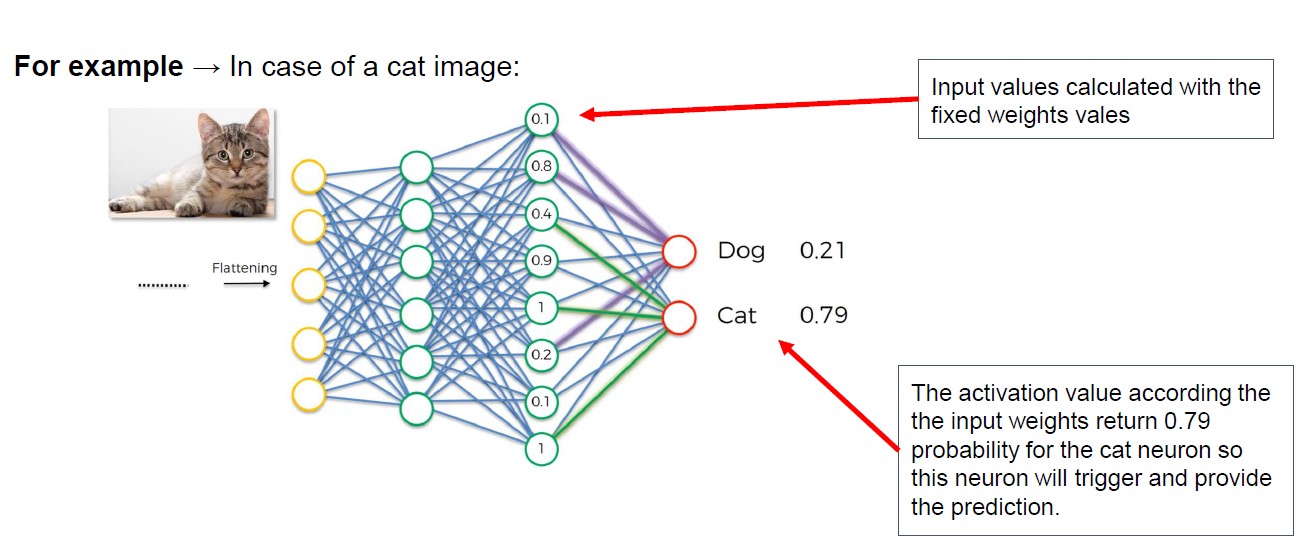 For example → In case of a cat image:
Input values calculated with the
fixed weights vales
0.1
0.8
0.4
0.9
1
0.2
0.1
1
Flattening
Dog 0.21
Cat 0.79
The activation value according the
the input weights return 0.79
probability for the cat neuron so
this neuron will trigger and provide
the prediction.